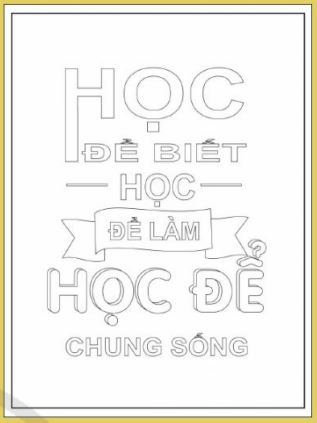 HỌC
ĐỂ BIẾT
HỌC
ĐỂ LÀM
HỌC ĐỂ
CHUNG SỐNG